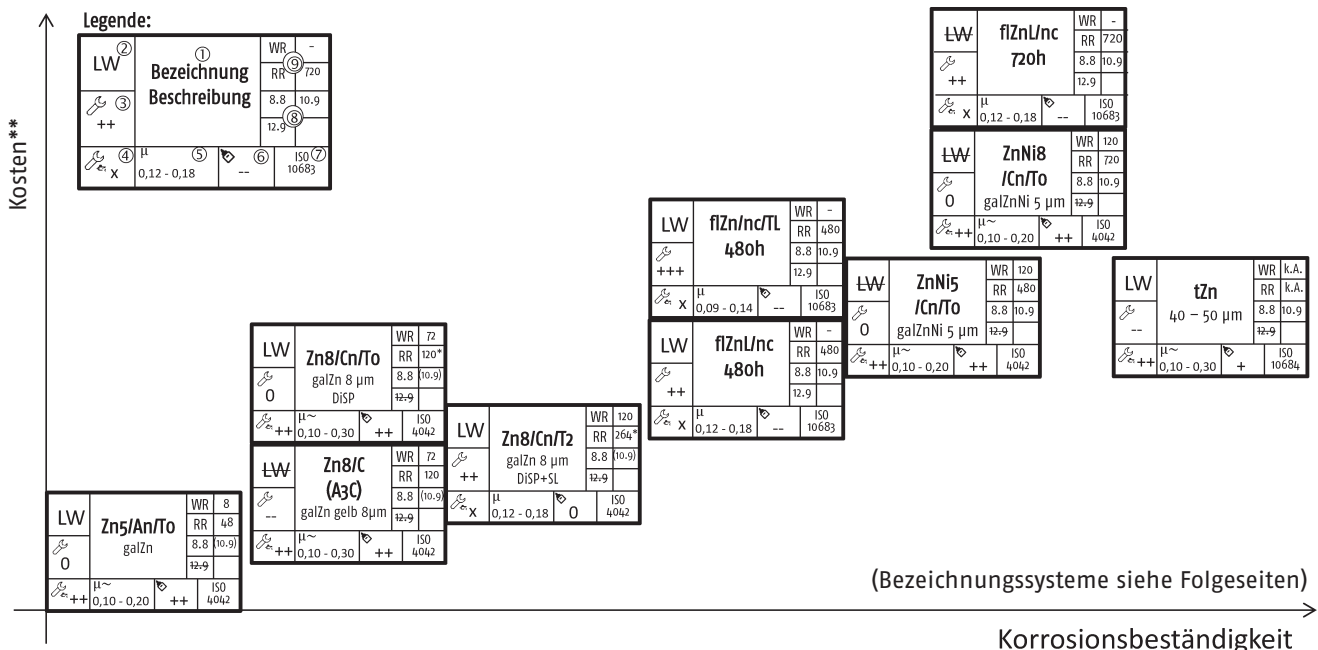 Legende:
LW ②
① Bezeichnung
Beschreibung
WR -
RR ⑨ 720
③
++
8.8 10.9
⑧
12.9
④ x
µ ⑤
0,12 - 0,18
⑥
--
ISO ⑦
10683
Kosten**
LW
flZnL/nc
720h
WR -
RR 720
8.8 10.9
12.9
++
x
µ
0,12 - 0,18
--
ISO
10683
LW
ZnNi8
/Cn/To
galZnNi 5 µm
WR 120
RR 720
8.8 10.9
12.9
0
++
µ~
0,10 - 0,20
++
ISO
4042
LW
flZn/nc/TL
480h
WR -
RR 480
8.8 10.9
12.9
+++
x
µ
0,09 - 0,14
--
ISO
10683
LW
ZnNi5
/Cn/To
galZnNi 5 µm
WR 120
RR 480
8.8 10.9
12.9
0
++
µ~
0,10 - 0,20
++
ISO
4042
LW
tZn
40 – 50 µm
WR k.A.
RR k.A.
8.8 10.9
12.9
--
++
µ~
0,10 - 0,30
+
ISO
10684
LW
flZnL/nc
480h
WR -
RR 480
8.8 10.9
12.9
++
x
µ
0,12 - 0,18
--
ISO
10683
LW
Zn8/Cn/To
galZn 8 µm
DiSP
WR 72
RR 120*
8.8 (10.9)
12.9
0
++
µ~
0,10 - 0,30
++
ISO
4042
LW
Zn8/Cn/T2
galZn 8 µm
DiSP+SL
WR 120
RR 264*
8.8 (10.9)
12.9
++
x
µ
0,12 - 0,18
0
ISO
4042
LW
Zn8/C
(A3C)
galZn gelb 8µm
WR 72
RR 120
8.8 (10.9)
12.9
--
++
µ~
0,10 - 0,30
++
ISO
4042
LW
Zn5/An/To
galZn
WR 8
RR 48
8.8 (10.9)
12.9
0
++
µ~
0,10 - 0,20
++
ISO
4042
(Bezeichnungssysteme siehe Folgeseiten)
Korrosionsbeständigkeit